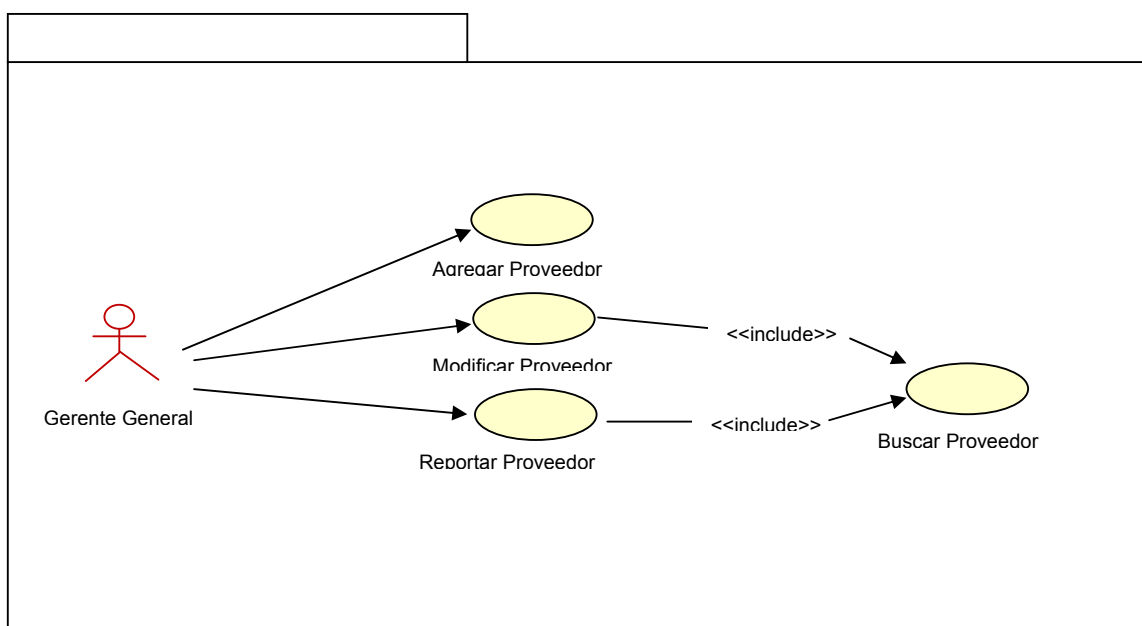 Agregar Proveedor
<<include>>
Modificar Proveedor
Gerente General
<<include>>
Buscar Proveedor
Reportar Proveedor